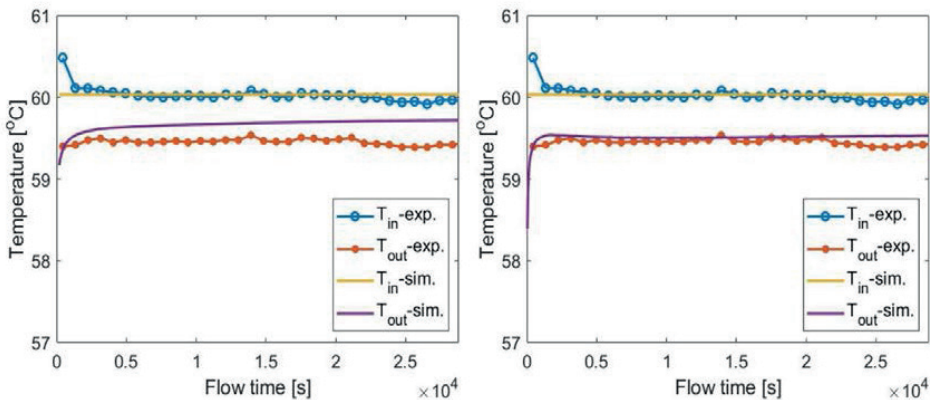 61
60
59
58
57
Temperature [°C]
T_in-exp.
T_out-exp.
T_in-sim.
T_out-sim.
0 0.5 1 1.5 2 2.5
Flow time [s]
×10^4
61
60
59
58
57
Temperature [°C]
T_in-exp.
T_out-exp.
T_in-sim.
T_out-sim.
0 0.5 1 1.5 2 2.5
Flow time [s]
×10^4